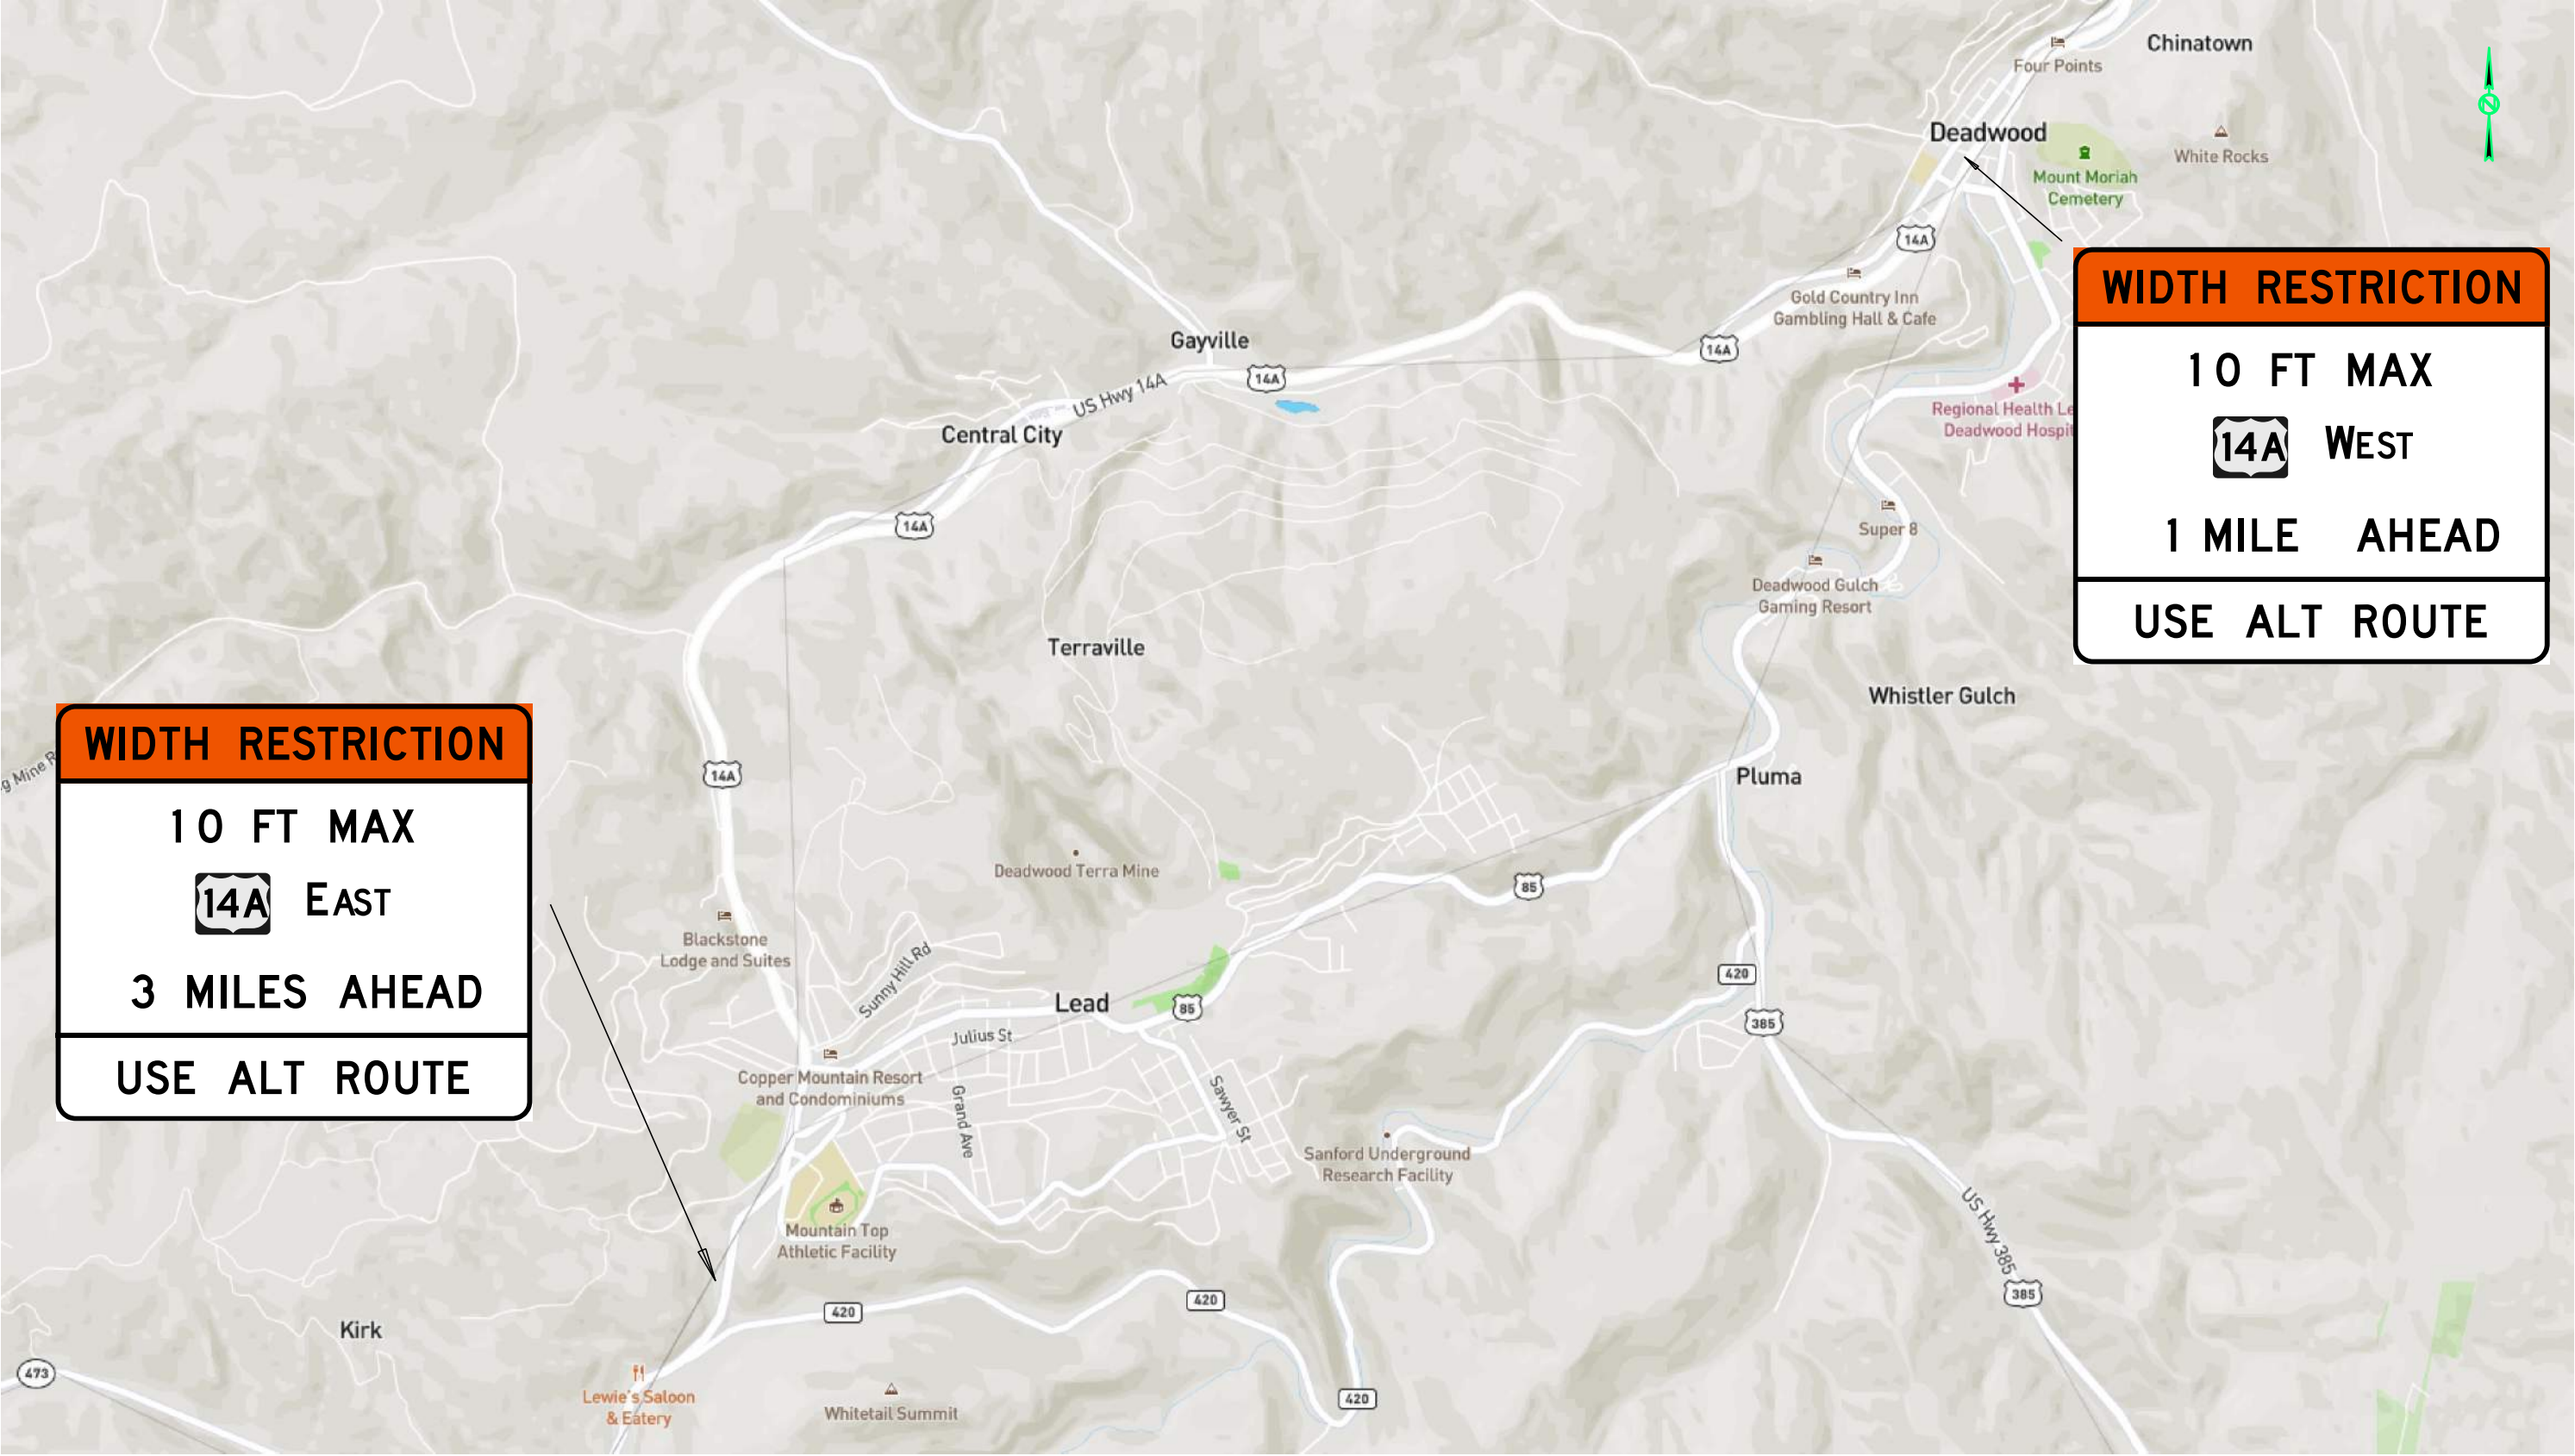 Chinatown
Four Points
Deadwood
White Rocks
Mount Moriah
Cemetery
N
14A
WIDTH RESTRICTION
10 FT MAX
14A WEST
1 MILE AHEAD
USE ALT ROUTE
Gold Country Inn
Gambling Hall & Cafe
Gayville
14A
14A
US Hwy 14A
Regional Health Le
Deadwood Hospit
Central City
14A
Super 8
Deadwood Gulch
Gaming Resort
Terraville
Whistler Gulch
WIDTH RESTRICTION
10 FT MAX
14A EAST
3 MILES AHEAD
USE ALT ROUTE
g Mine R
14A
Pluma
Deadwood Terra Mine
85
Blackstone
Lodge and Suites
Sunny Hill Rd
420
Lead
85
385
Julius St
Copper Mountain Resort
and Condominiums
Grand Ave
Sawyer St
Sanford Underground
Research Facility
US Hwy 385
Mountain Top
Athletic Facility
420
420
385
Kirk
473
Lewie's Saloon
& Eatery
Whitetail Summit
420